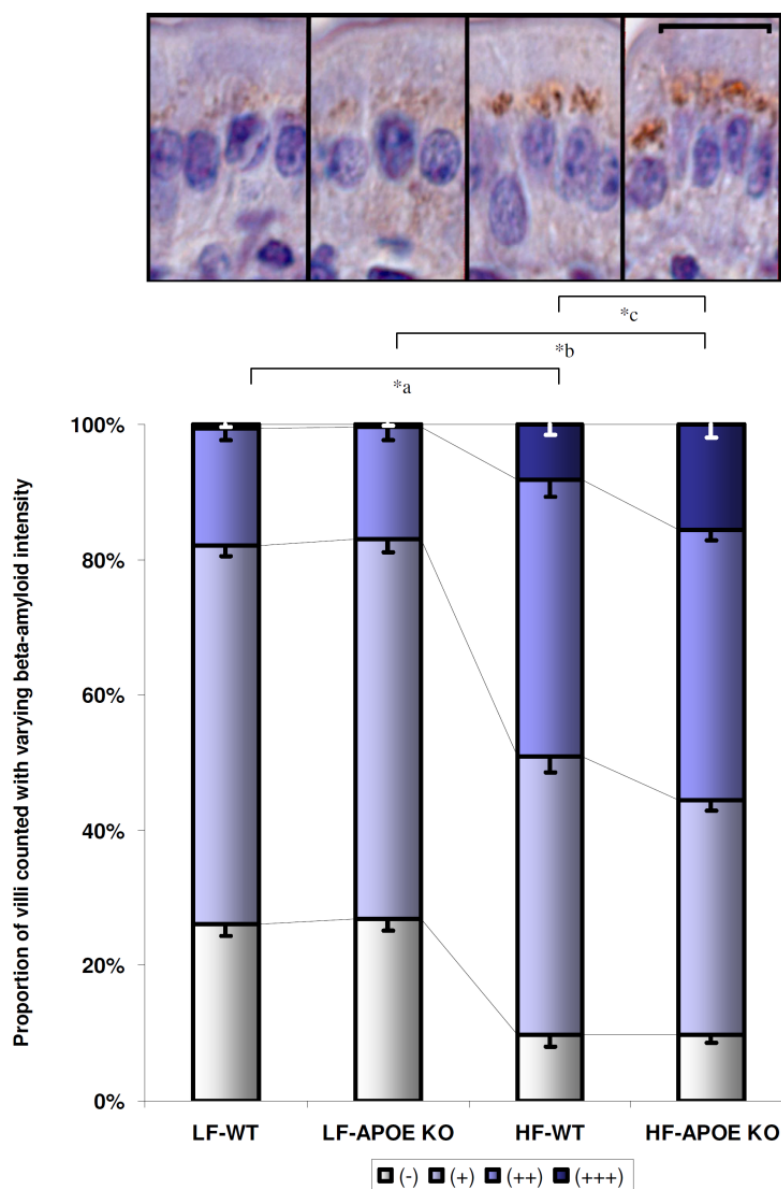 *c
*b
*a
100%
80%
60%
40%
20%
0%
Proportion of villi counted with varying beta-amyloid intensity
LF-WT LF-APOE KO HF-WT HF-APOE KO
(-) (+) (++) (+++)